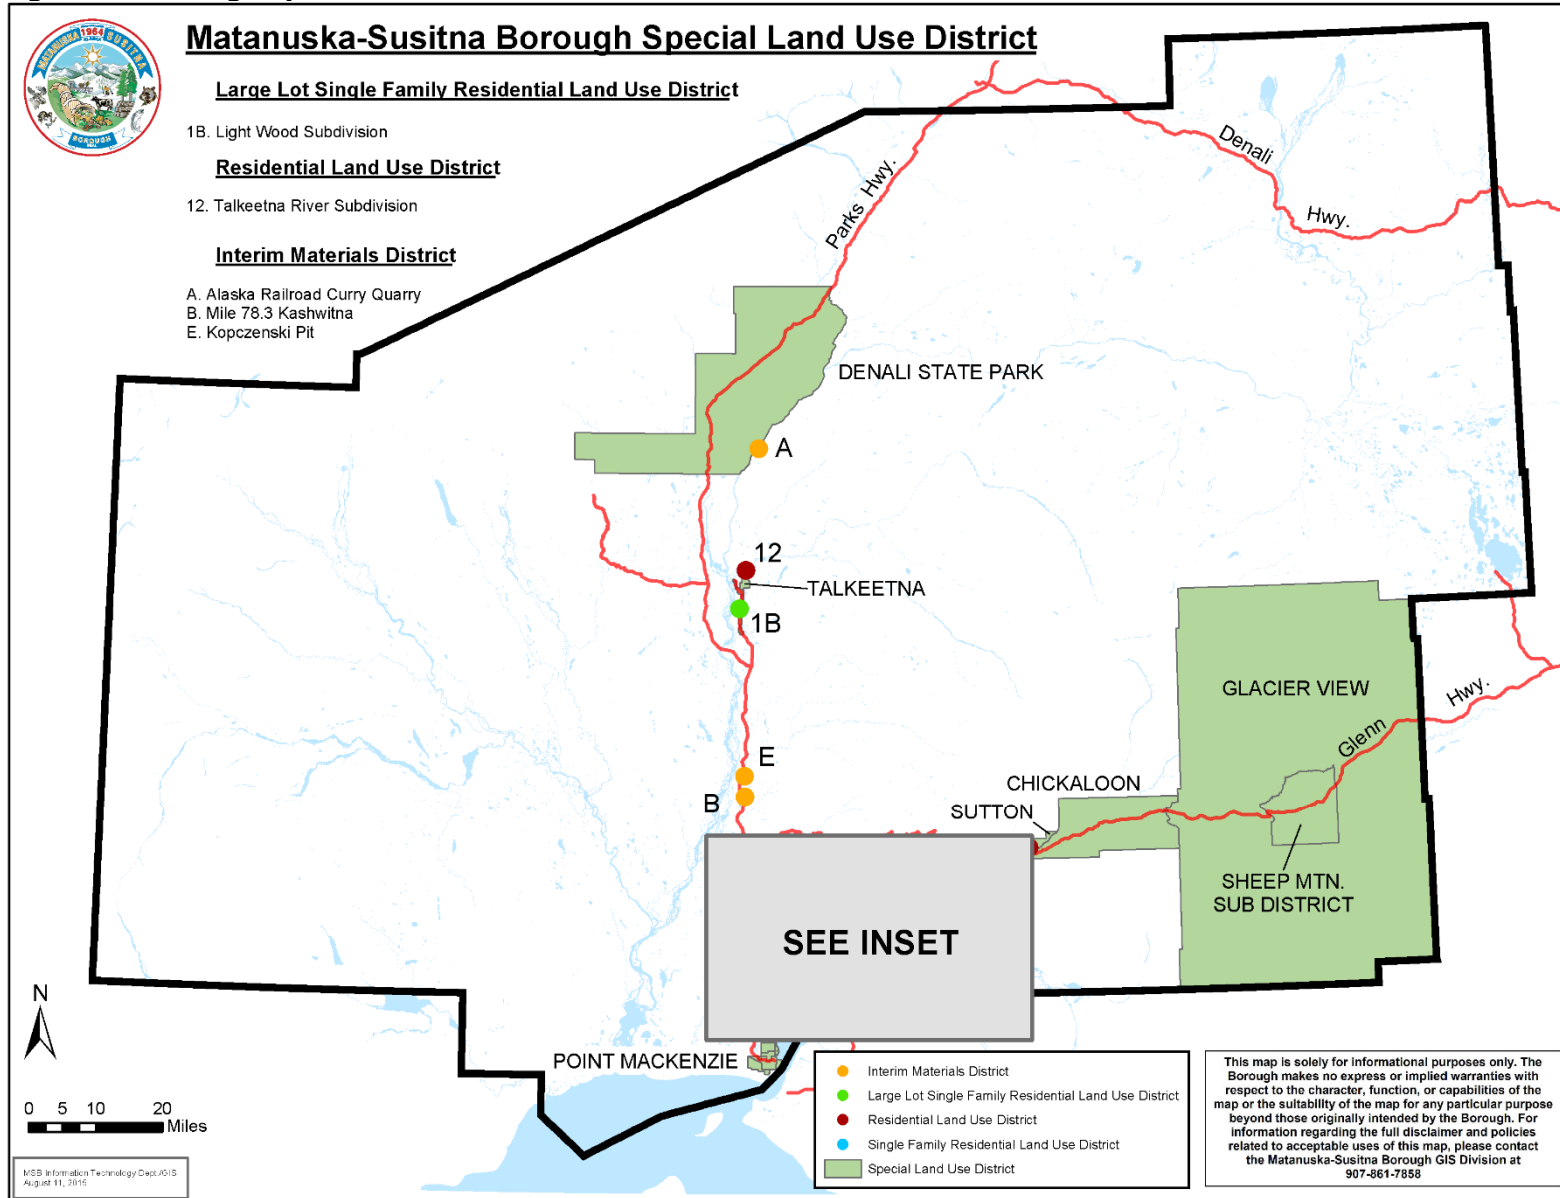 Matanuska-Susitna Borough Special Land Use District
MATANUSKA
1964
SUSITNA
BOROUGH
Large Lot Single Family Residential Land Use District
1B. Light Wood Subdivision
Residential Land Use District
12. Talkeetna River Subdivision
Interim Materials District
A. Alaska Railroad Curry Quarry
B. Mile 78.3 Kashwitna
E. Kopczenski Pit
Denali
Hwy.
Parks Hwy.
DENALI STATE PARK
A
12
TALKEETNA
1B
GLACIER VIEW
Hwy.
Glenn
E
B
CHICKALOON
SUTTON
SHEEP MTN.
SUB DISTRICT
SEE INSET
N
POINT MACKENZIE
0 5 10 20
Miles
Interim Materials District
Large Lot Single Family Residential Land Use District
Residential Land Use District
Single Family Residential Land Use District
Special Land Use District
This map is solely for informational purposes only. The
Borough makes no express or implied warranties with
respect to the character, function, or capabilities of the
map or the suitability of the map for any particular purpose
beyond those originally intended by the Borough. For
information regarding the full disclaimer and policies
related to acceptable uses of this map, please contact
the Matanuska-Susitna Borough GIS Division at
907-861-7858
MSB Information Technology Dept./GIS
August 11, 2015